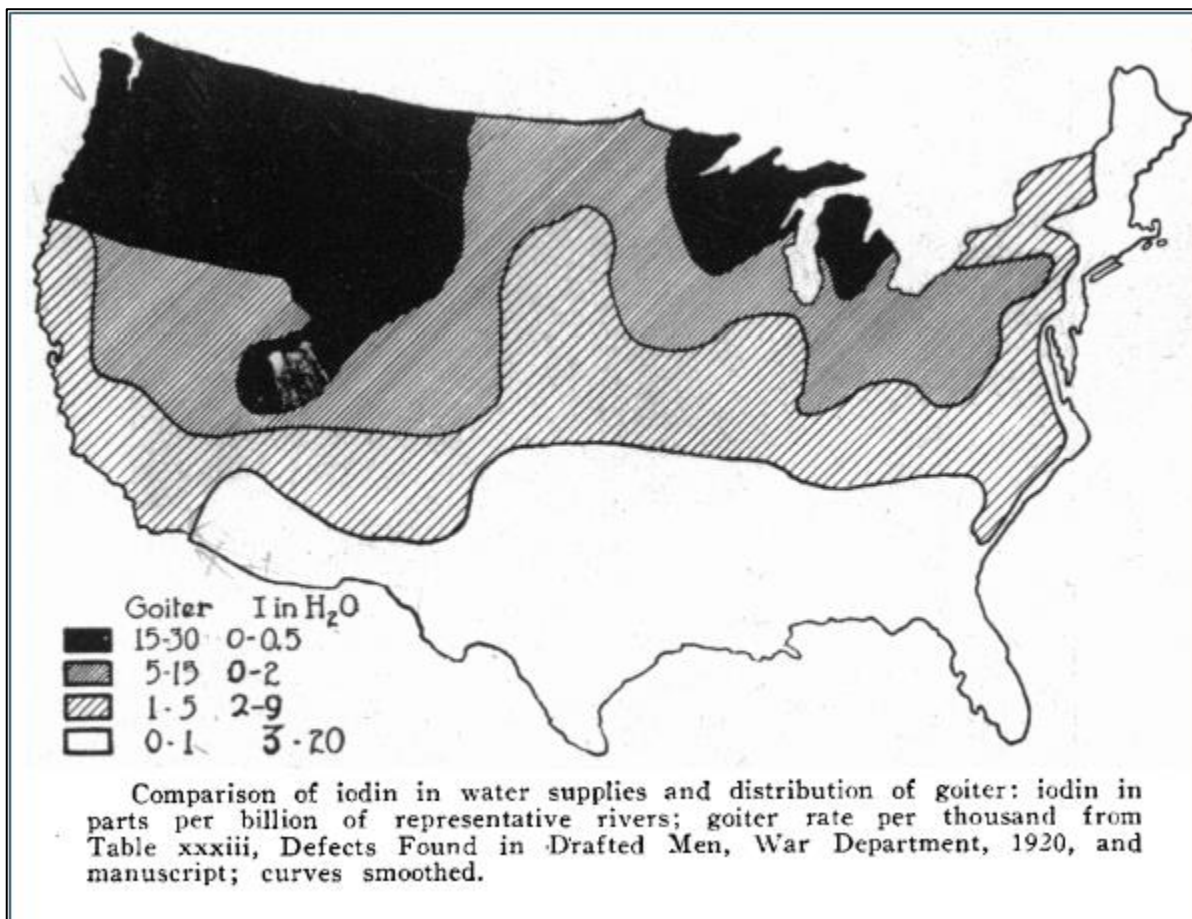 Goiter I in H₂O
15-30 0-0.5
5-15 0-2
1-5 2-9
0-1 3-20
Comparison of iodin in water supplies and distribution of goiter: iodin in
parts per billion of representative rivers; goiter rate per thousand from
Table xxxiii, Defects Found in Drafted Men, War Department, 1920, and
manuscript; curves smoothed.